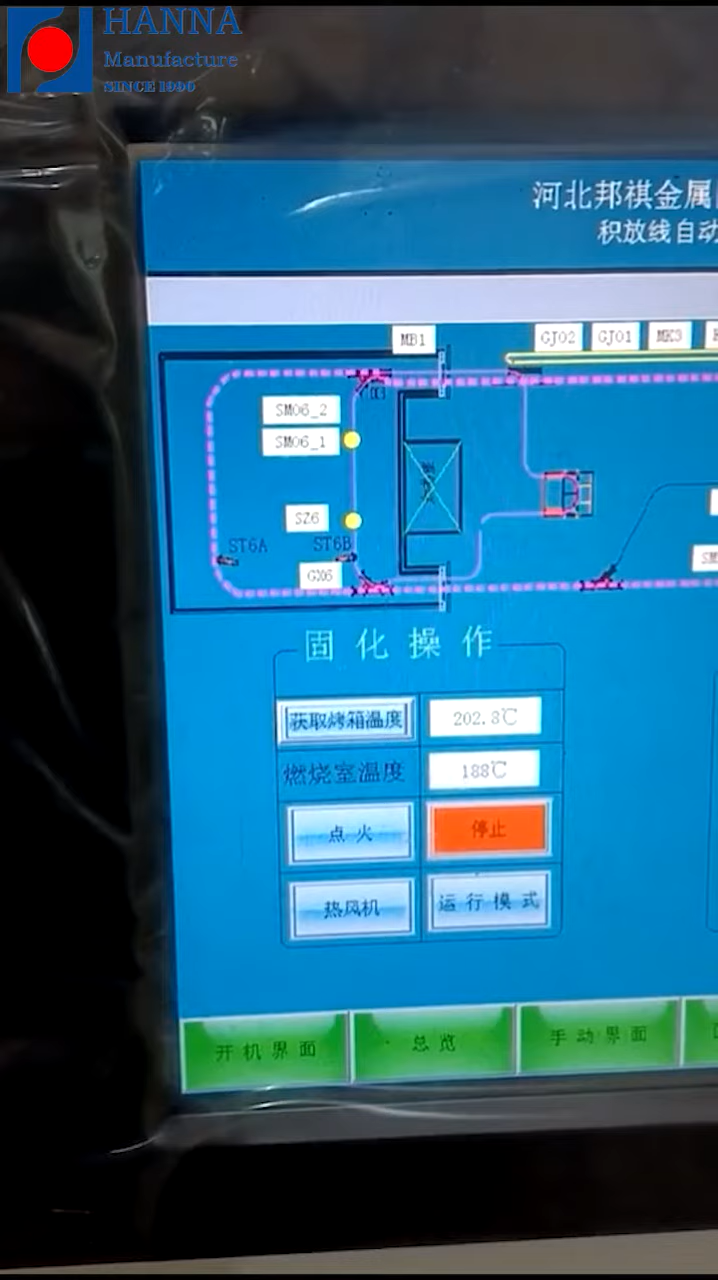 HANNA
Manufacture
SINCE 1990
河北邦祺金属
积放线自动
MB1
GJ02 GJ01 MK3
SM06_2
SM06_1
SZ6
ST6A ST6B
GX6
固化操作
获取烤箱温度 202.8℃
燃烧室温度 188℃
点火 停止
热风机 运行模式
开机界面 总览 手动界面